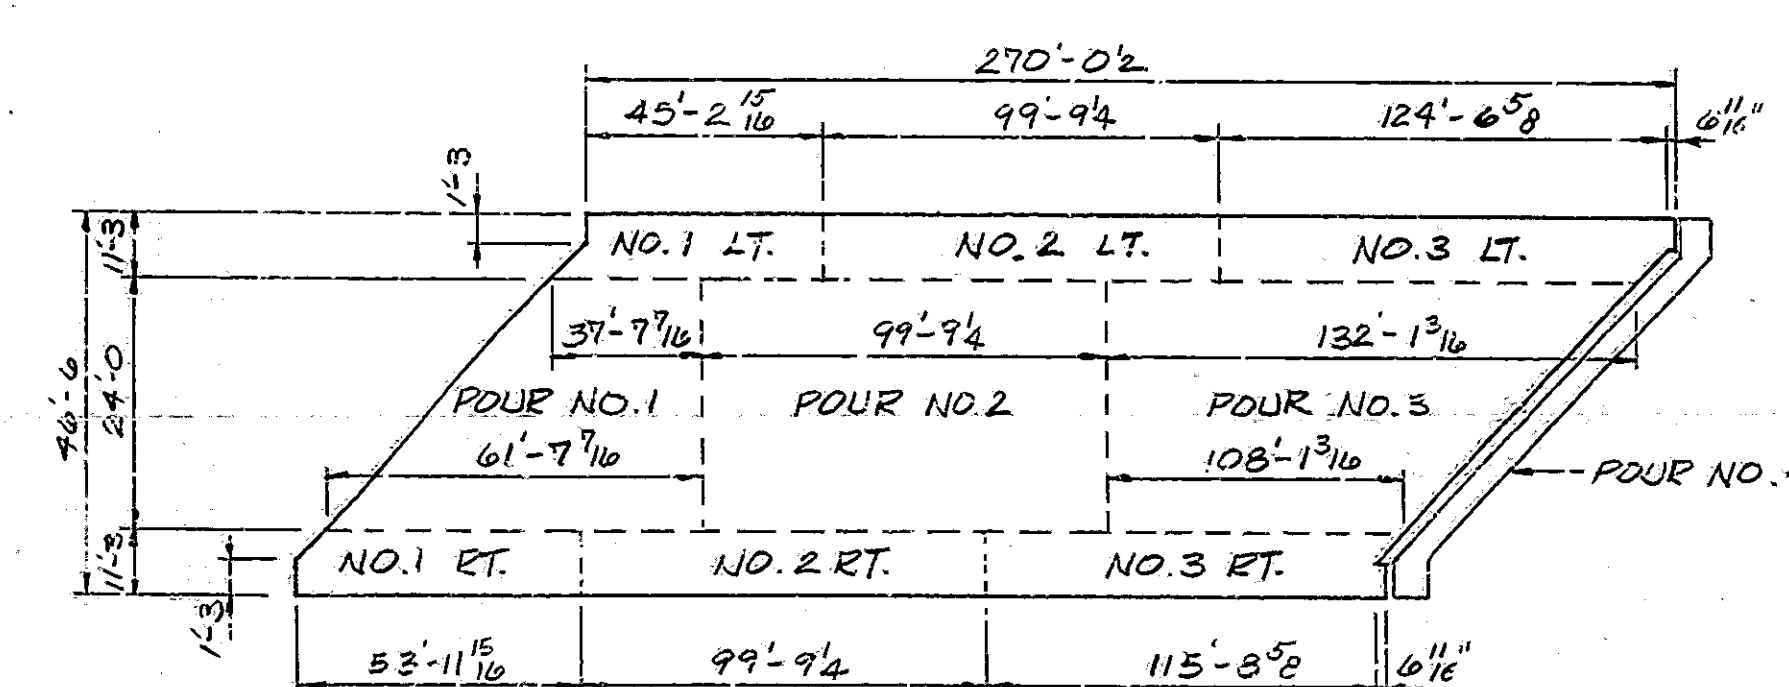 270'-0½
45'-2 15/16 99'-9¼ 124'-6 5/8 6 11/16"
1'-3
11'-3
NO.1 LT. NO.2 LT. NO.3 LT.
37'-7 7/16 99'-9¼ 132'-1 3/16
46'-6
24'-0
POUR NO.1 POUR NO.2 POUR NO.3
61'-7 7/16 108'-1 3/16
POUR NO.
11'-3
NO.1 RT. NO.2 RT. NO.3 RT.
1'-3
53'-11 15/16 99'-9¼ 115'-8 5/8 6 11/16"